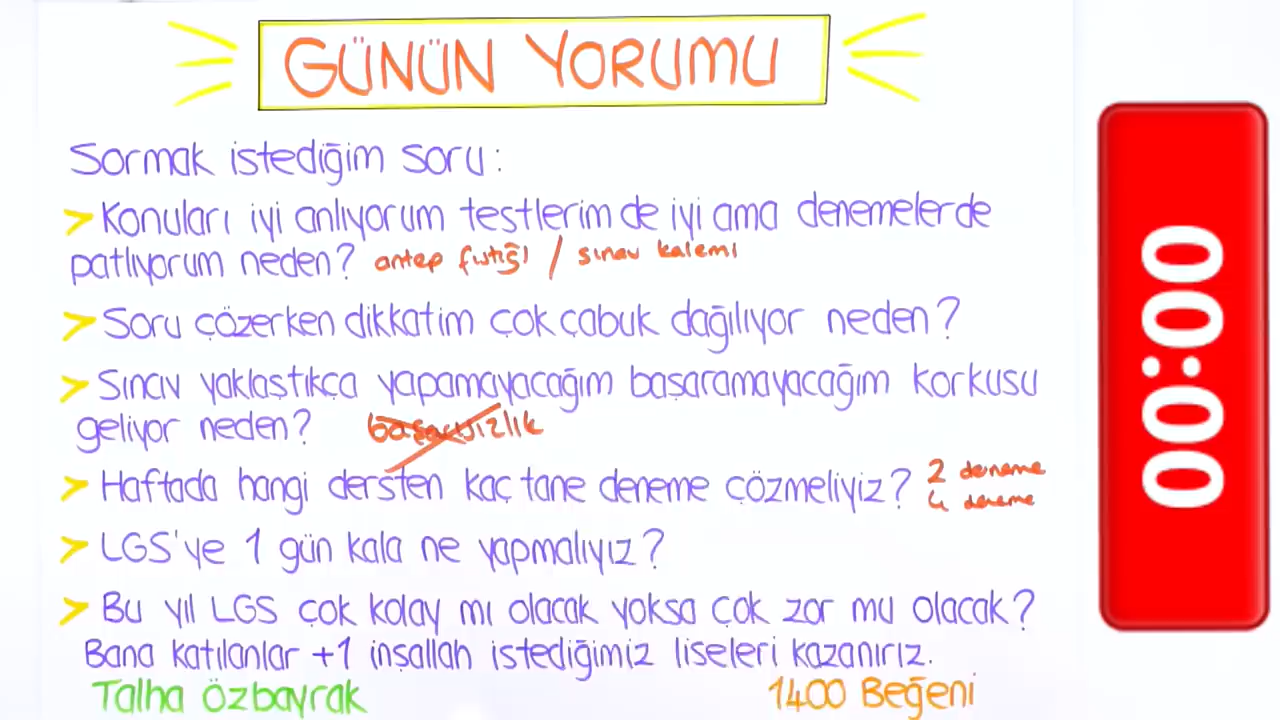 GÜNÜN YORUMU
Sormak istediğim soru:
➤ Konuları iyi anlıyorum testlerim de iyi ama denemelerde
patlıyorum neden? antep fıstığı / sınav kalemi
➤ Soru çözerken dikkatim çok çabuk dağılıyor neden?
➤ Sınav yaklaştıkça yapamayacağım başaramayacağım korkusu
geliyor neden? başarısızlık
➤ Haftada hangi dersten kaç tane deneme çözmeliyiz? 2 deneme
4 deneme
➤ LGS'ye 1 gün kala ne yapmalıyız?
➤ Bu yıl LGS çok kolay mı olacak yoksa çok zor mu olacak?
Bana katılanlar +1 inşallah istediğimiz liseleri kazanırız.
Talha özbayrak 1400 Beğeni
00:00